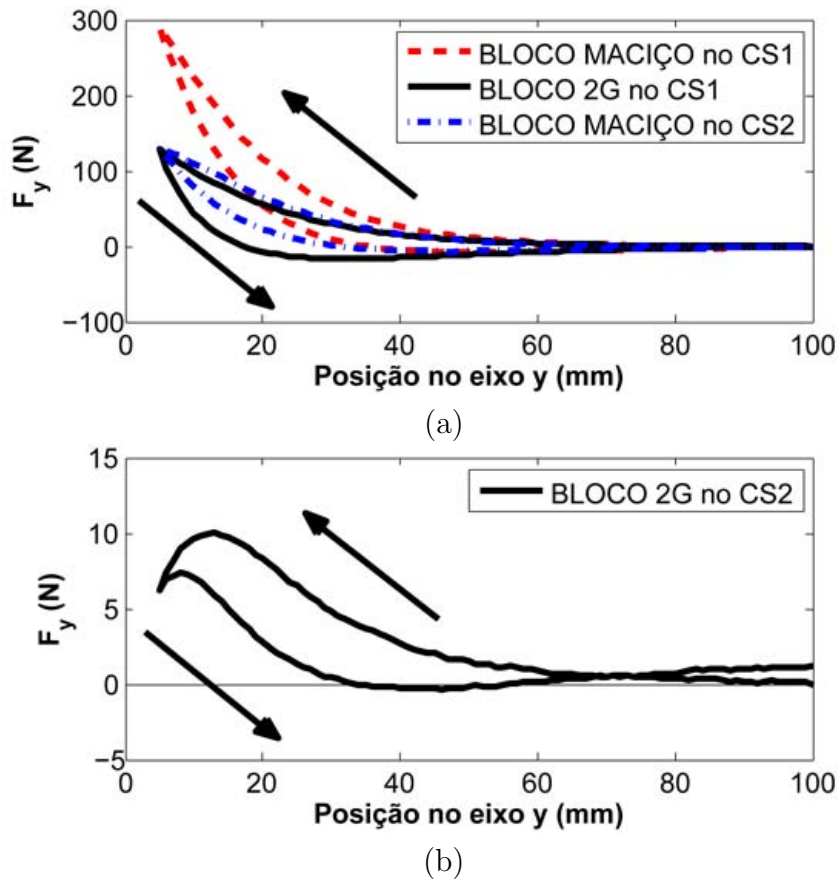 300
200
100
0
−100
F_y (N)
BLOCO MACIÇO no CS1
BLOCO 2G no CS1
BLOCO MACIÇO no CS2
0 20 40 60 80 100
Posição no eixo y (mm)
(a)
15
10
5
0
−5
F_y (N)
BLOCO 2G no CS2
0 20 40 60 80 100
Posição no eixo y (mm)
(b)